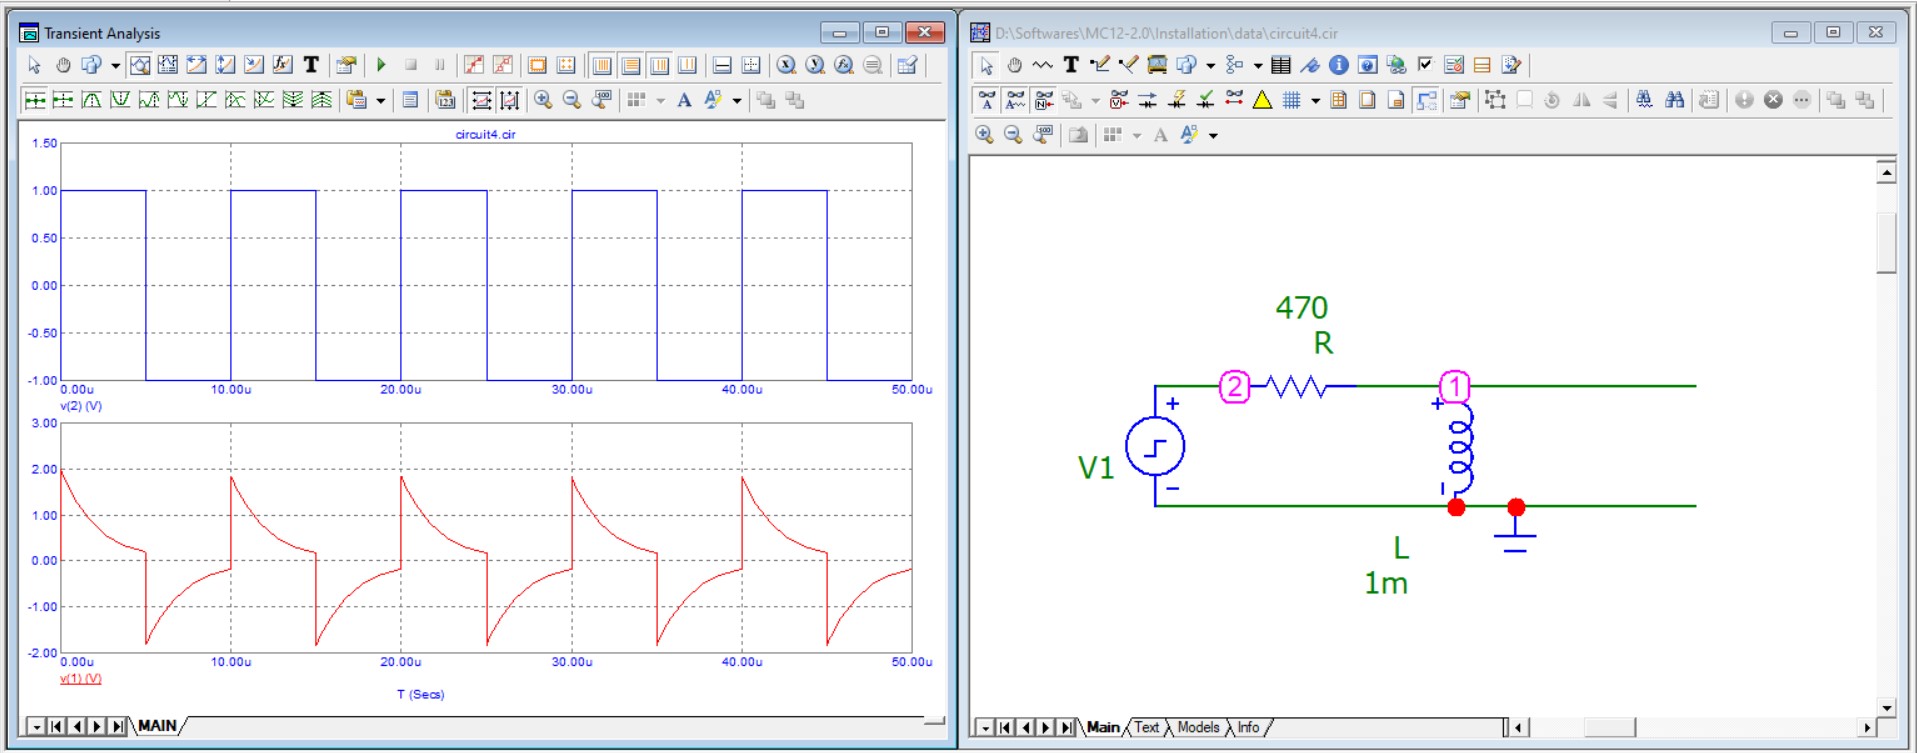 Transient Analysis
circuit4.cir
1.50
1.00
0.50
0.00
-0.50
-1.00
0.00u 10.00u 20.00u 30.00u 40.00u 50.00u
v(2) (V)
3.00
2.00
1.00
0.00
-1.00
-2.00
0.00u 10.00u 20.00u 30.00u 40.00u 50.00u
v(1) (V)
T (Secs)
MAIN
D:\Softwares\MC12-2.0\Installation\data\circuit4.cir
470
R
2
1
+
+
V1
−
L
1m
Main Text Models Info